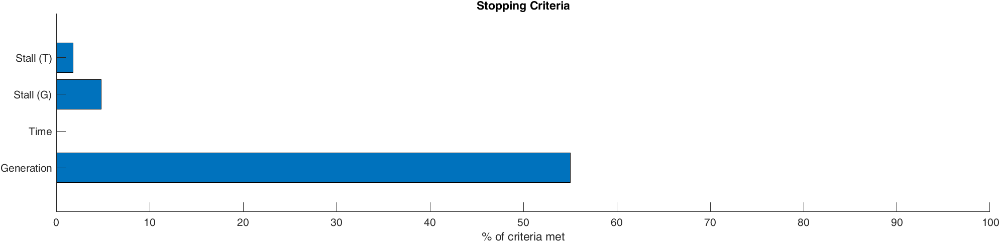 Stopping Criteria
Stall (T)
Stall (G)
Time
Generation
0 10 20 30 40 50 60 70 80 90 100
% of criteria met